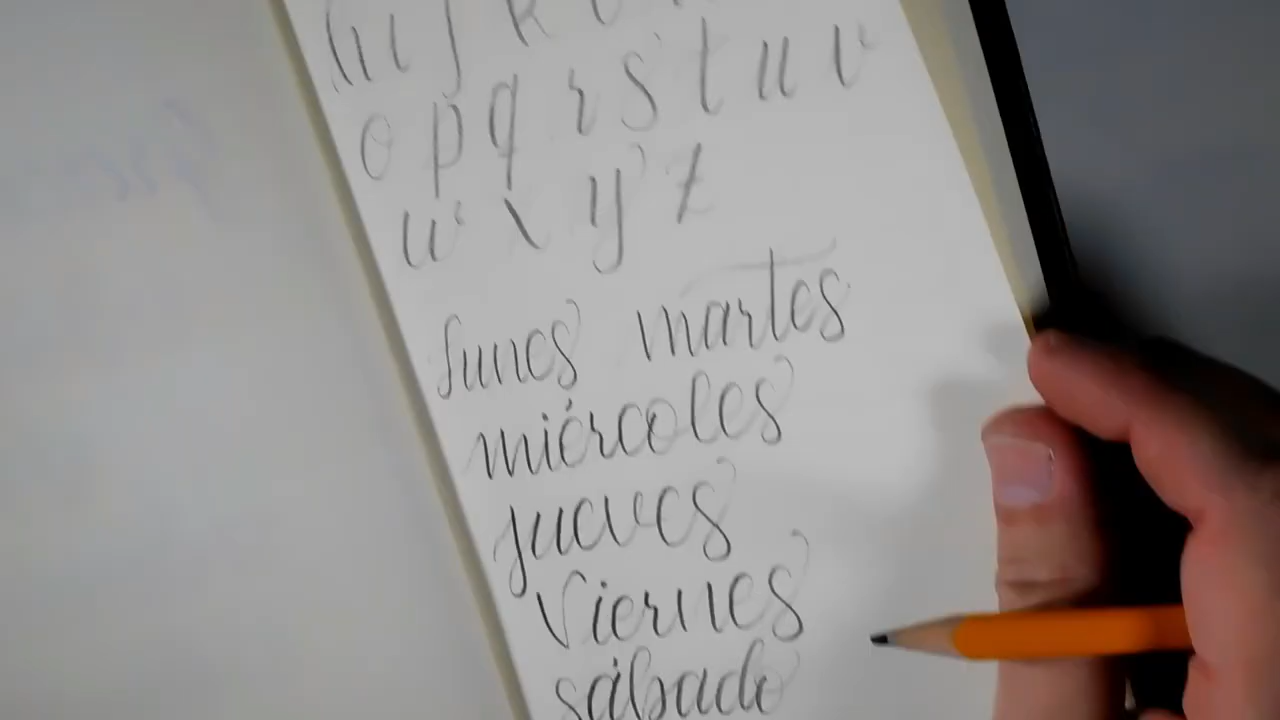 h i j k l
o p q r s t u v
w x y z
lunes martes
miércoles
jueves
Viernes
sábado